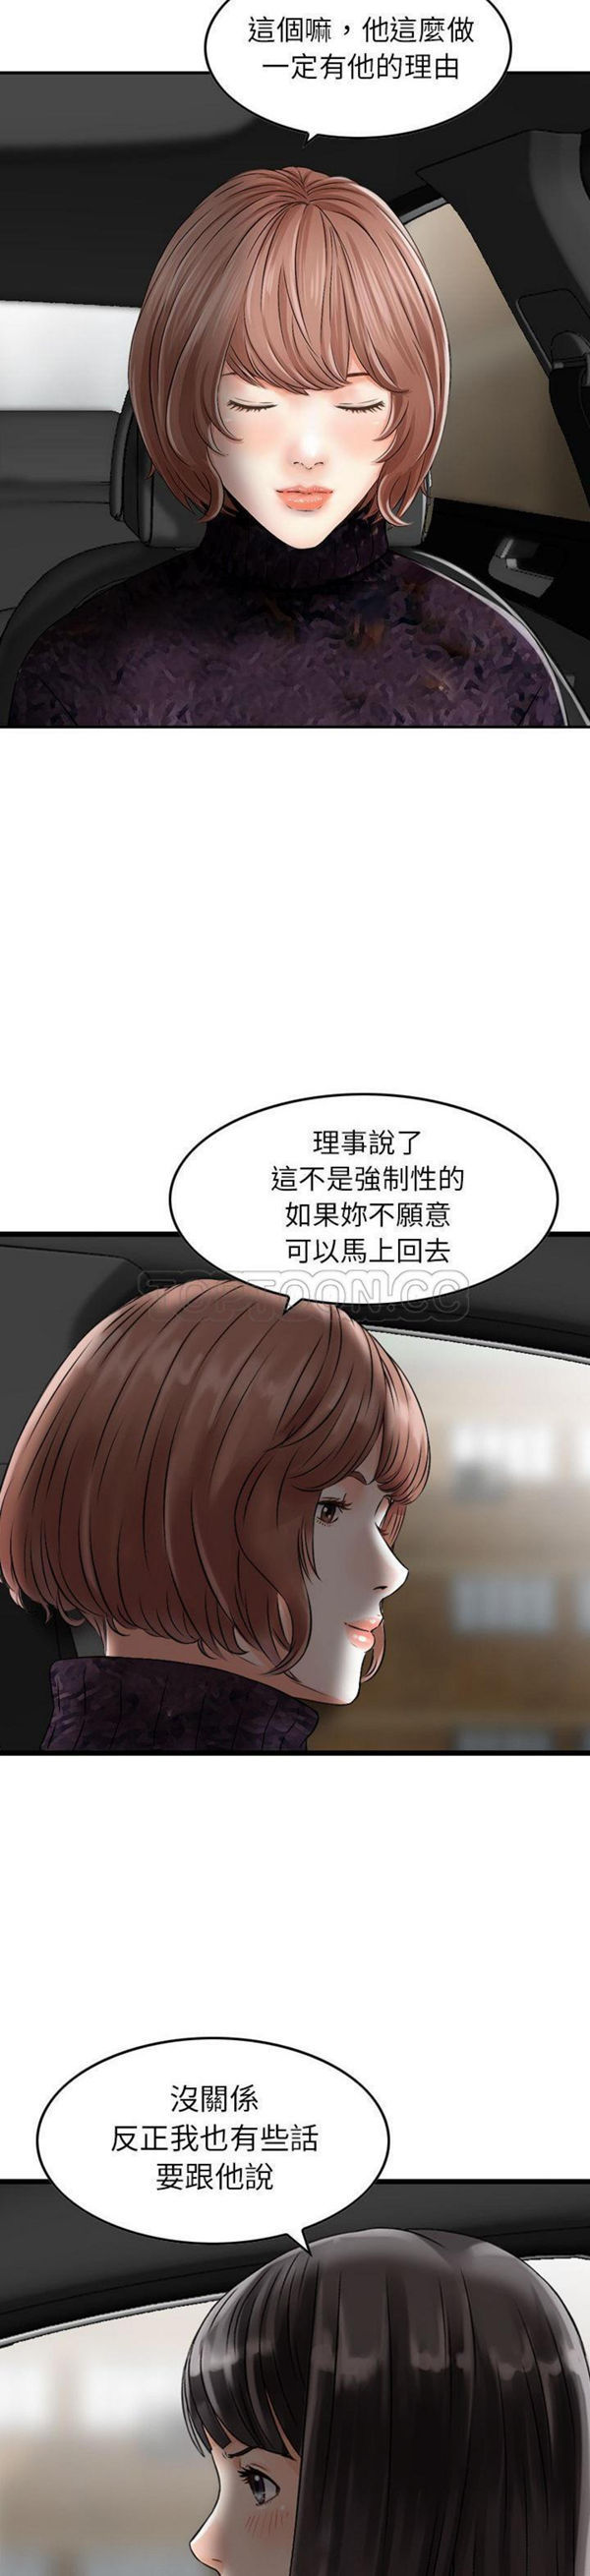 這個嘛，他這麼做
一定有他的理由
理事說了
這不是強制性的
如果妳不願意
可以馬上回去
TOPTOON.CC
沒關係
反正我也有些話
要跟他說